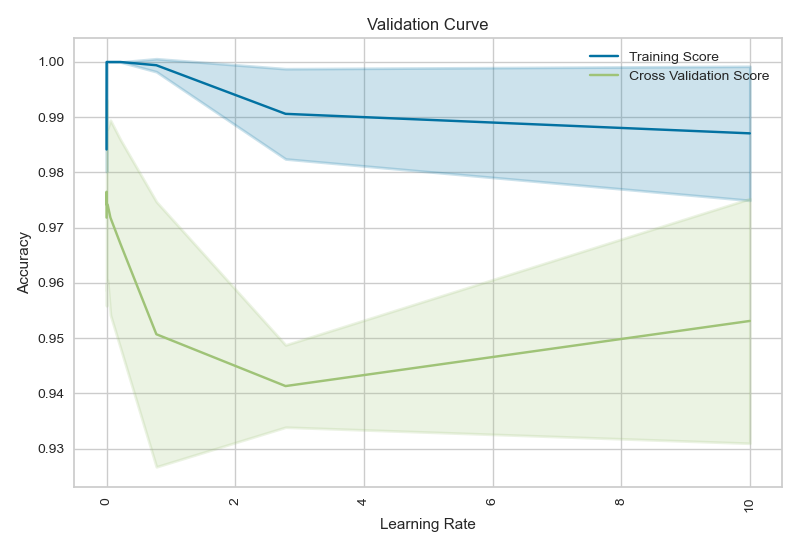 Validation Curve
Training Score
Cross Validation Score
1.00
0.99
0.98
0.97
0.96
0.95
0.94
0.93
Accuracy
0
2
4
6
8
10
Learning Rate